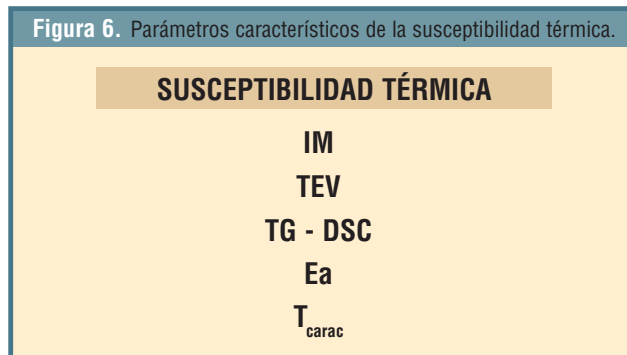 Figura 6. Parámetros característicos de la susceptibilidad térmica.
SUSCEPTIBILIDAD TÉRMICA
IM
TEV
TG - DSC
Ea
Tcarac